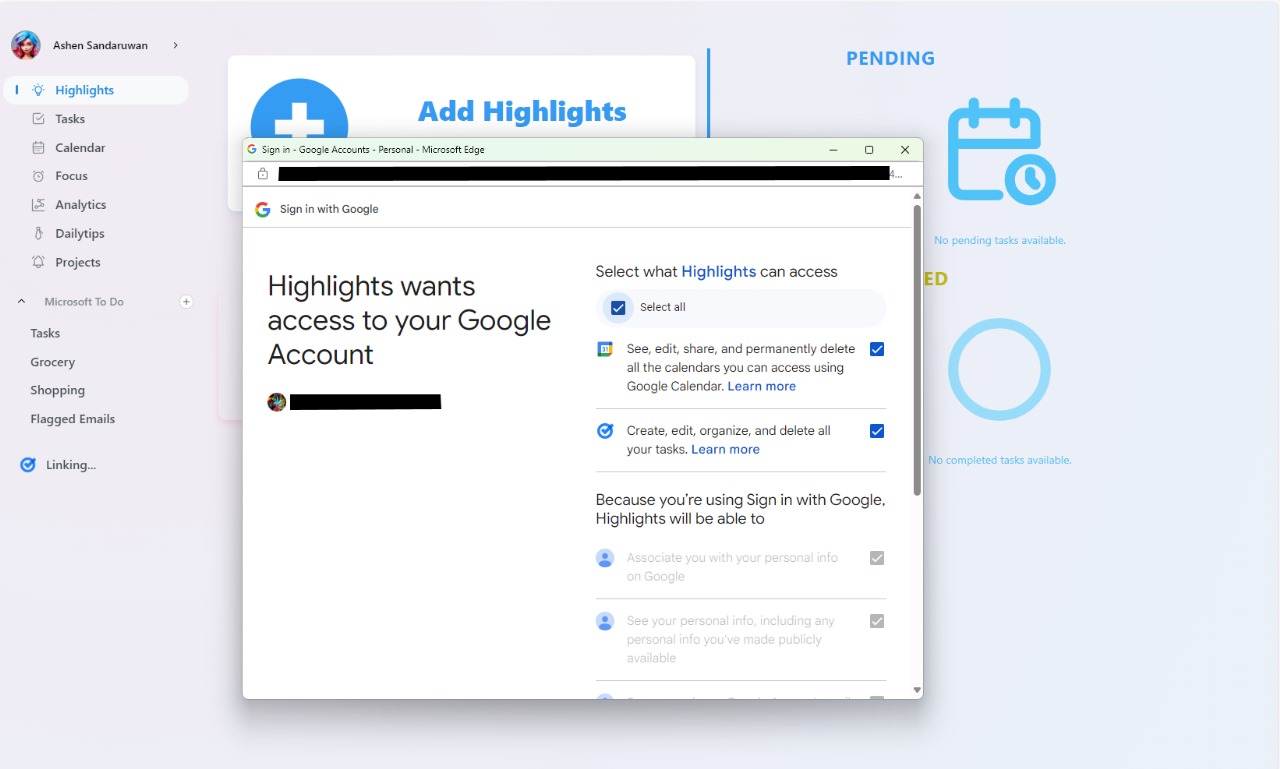 Ashen Sandaruwan
Highlights
Tasks
Calendar
Focus
Analytics
Dailytips
Projects
Microsoft To Do
Tasks
Grocery
Shopping
Flagged Emails
Linking...
Add Highlights
PENDING
No pending tasks available.
ED
No completed tasks available.
Sign in - Google Accounts - Personal - Microsoft Edge
4...
Sign in with Google
Highlights wants
access to your Google
Account
Select what Highlights can access
Select all
31
See, edit, share, and permanently delete
all the calendars you can access using
Google Calendar. Learn more
Create, edit, organize, and delete all
your tasks. Learn more
Because you're using Sign in with Google,
Highlights will be able to
Associate you with your personal info
on Google
See your personal info, including any
personal info you've made publicly
available